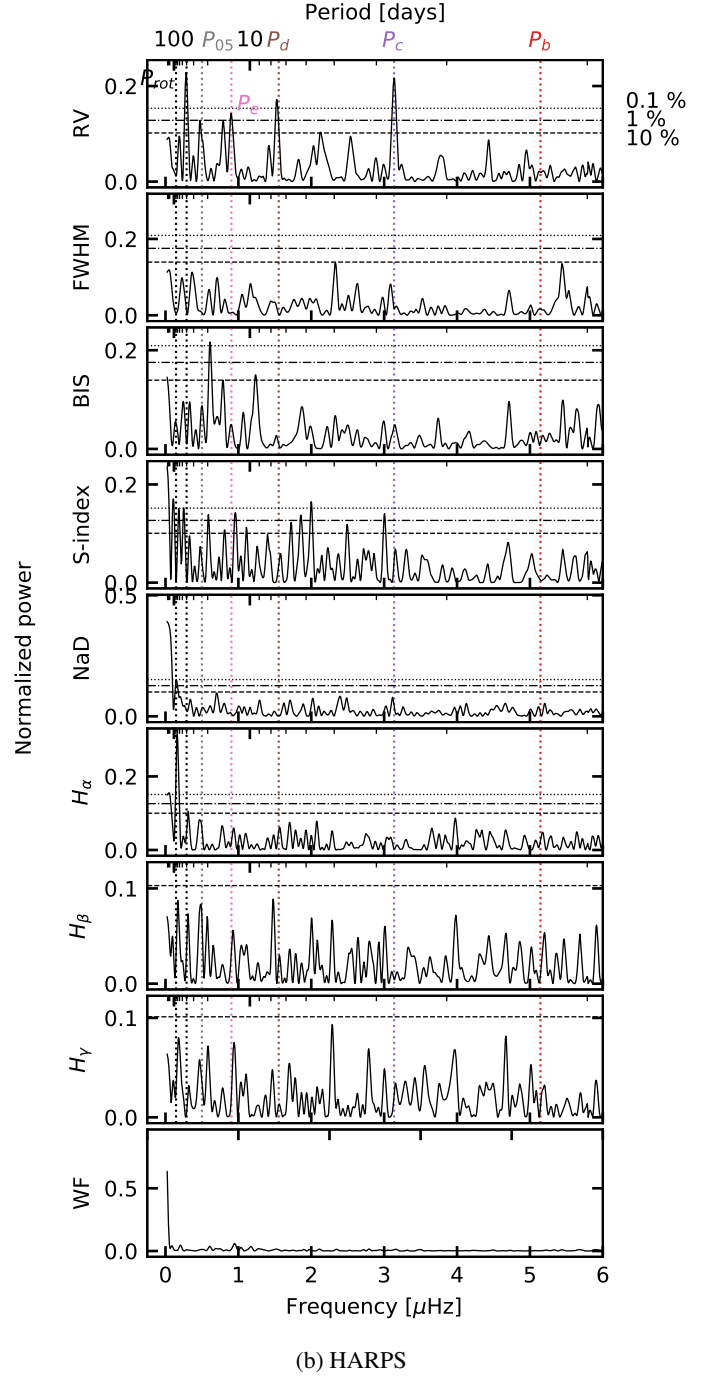 Period [days]
100 P05 10 Pd Pc Pb
Prot
Pe
0.2
0.0
RV
0.1 %
1 %
10 %
0.2
0.0
FWHM
0.2
0.0
BIS
0.2
0.0
S-index
0.5
0.0
NaD
0.2
0.0
Hα
0.1
0.0
Hβ
0.1
0.0
Hγ
0.5
0.0
WF
Normalized power
0 1 2 3 4 5 6
Frequency [μHz]
(b) HARPS